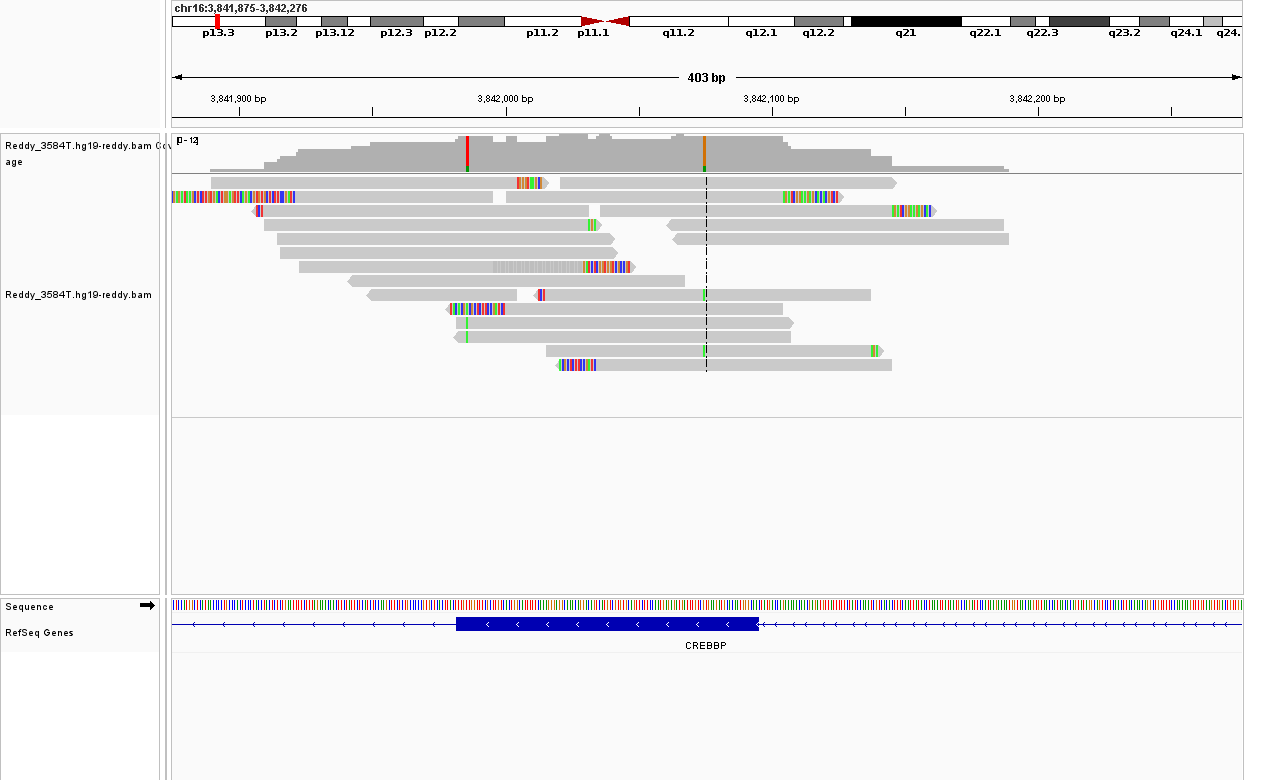 chr16:3,841,875-3,842,276
p13.3 p13.2 p13.12 p12.3 p12.2 p11.2 p11.1 q11.2 q12.1 q12.2 q21 q22.1 q22.3 q23.2 q24.1 q24.
403 bp
3,841,900 bp 3,842,000 bp 3,842,100 bp 3,842,200 bp
[0 - 12]
Reddy_3584T.hg19-reddy.bam Cov
age
Reddy_3584T.hg19-reddy.bam
Sequence
RefSeq Genes
CREBBP